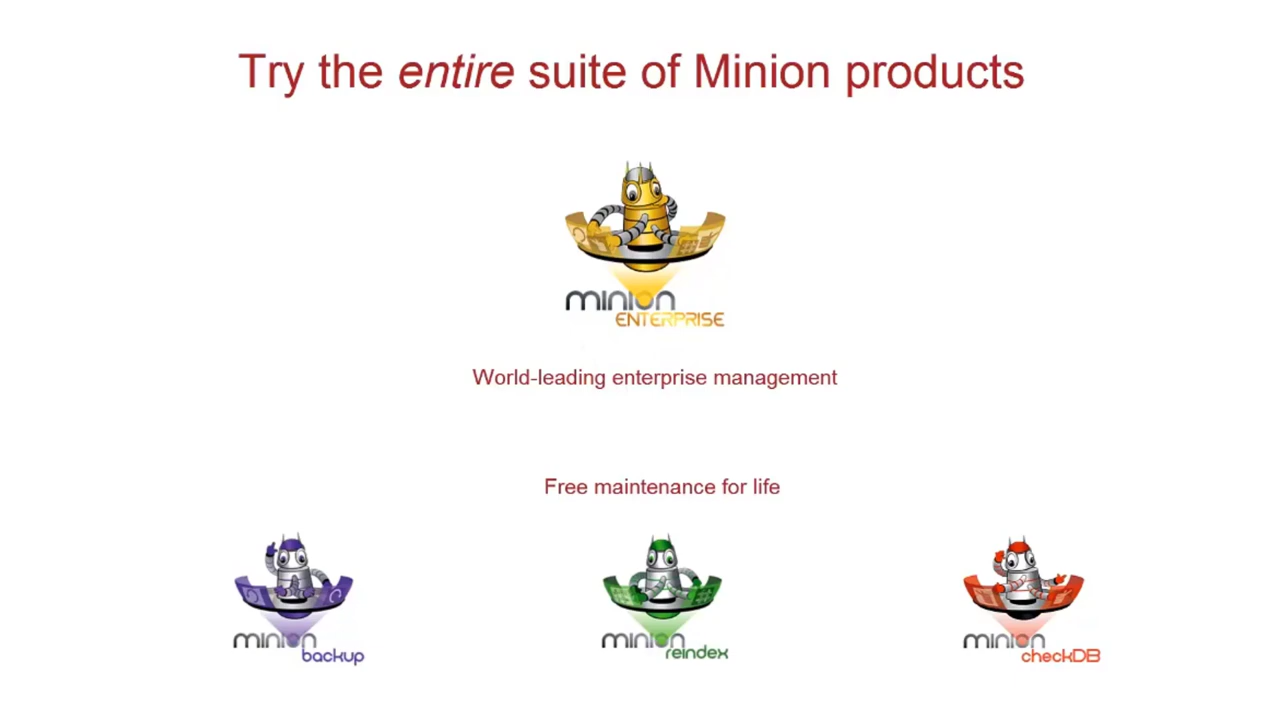 Try the entire suite of Minion products
minion
ENTERPRISE
World-leading enterprise management
Free maintenance for life
minion
backup
minion
reindex
minion
checkDB